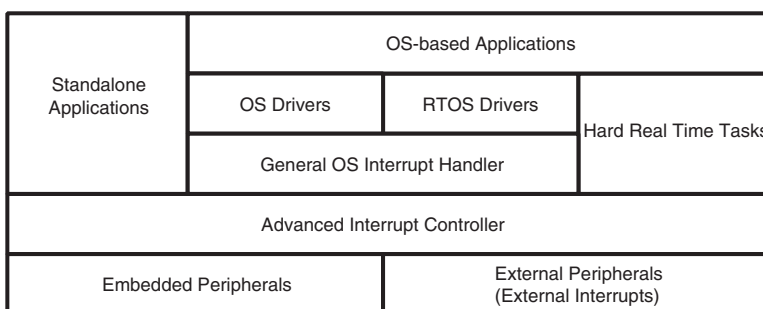 OS-based Applications
Standalone
Applications
OS Drivers
RTOS Drivers
Hard Real Time Tasks
General OS Interrupt Handler
Advanced Interrupt Controller
Embedded Peripherals
External Peripherals
(External Interrupts)